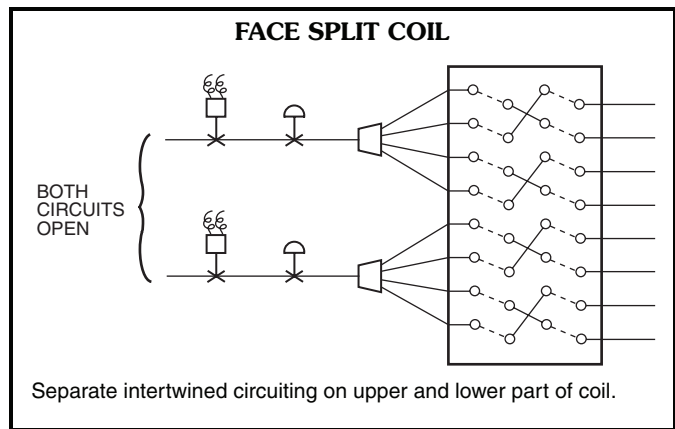 FACE SPLIT COIL
BOTH
CIRCUITS
OPEN
Separate intertwined circuiting on upper and lower part of coil.